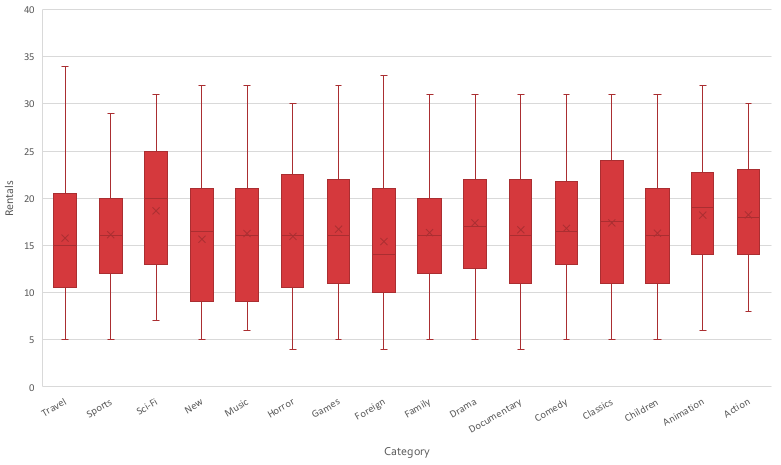 40
35
30
25
20
15
10
5
0
Rentals
Travel
Sports
Sci-Fi
New
Music
Horror
Games
Foreign
Family
Drama
Documentary
Comedy
Classics
Children
Animation
Action
Category